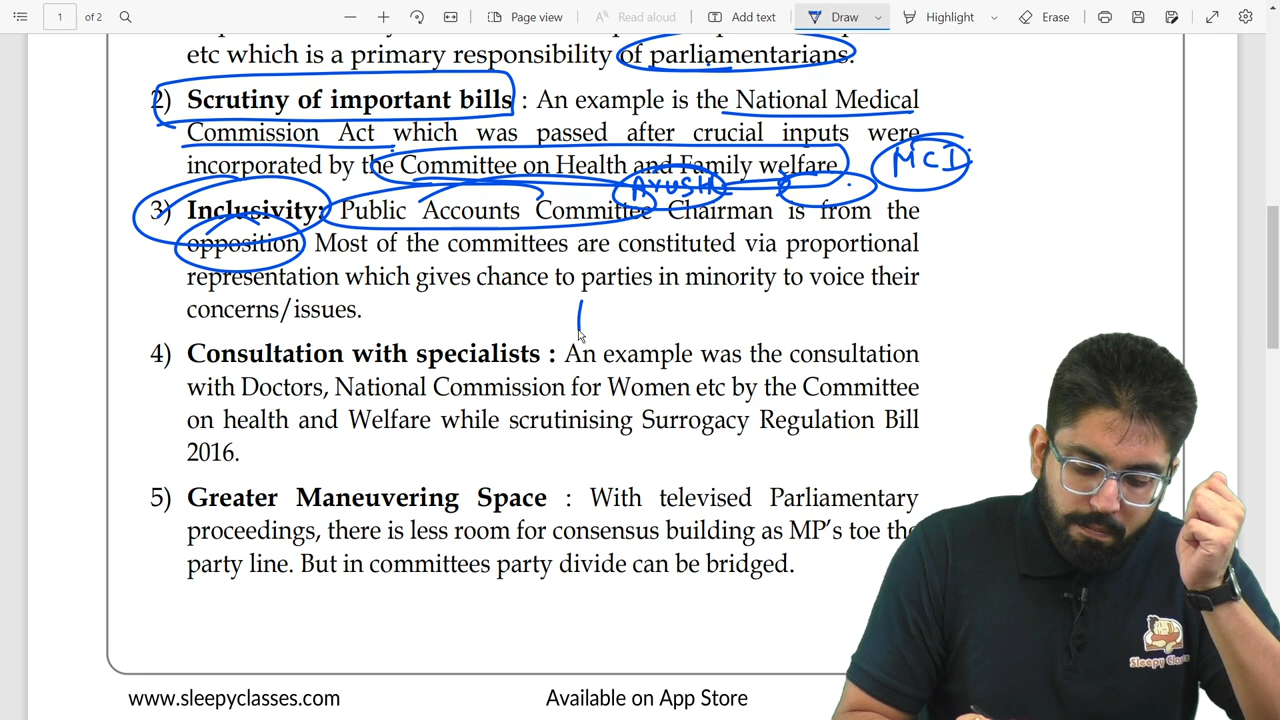 1 of 2 Page view Read aloud Add text Draw Highlight Erase
etc which is a primary responsibility of parliamentarians.
2) Scrutiny of important bills : An example is the National Medical
Commission Act which was passed after crucial inputs were
incorporated by the Committee on Health and Family welfare.
MCI
AYUSH
3) Inclusivity: Public Accounts Committee Chairman is from the
opposition. Most of the committees are constituted via proportional
representation which gives chance to parties in minority to voice their
concerns/issues.
4) Consultation with specialists : An example was the consultation
with Doctors, National Commission for Women etc by the Committee
on health and Welfare while scrutinising Surrogacy Regulation Bill
2016.
5) Greater Maneuvering Space : With televised Parliamentary
proceedings, there is less room for consensus building as MP's toe the
party line. But in committees party divide can be bridged.
Sleepy Classes
www.sleepyclasses.com Available on App Store